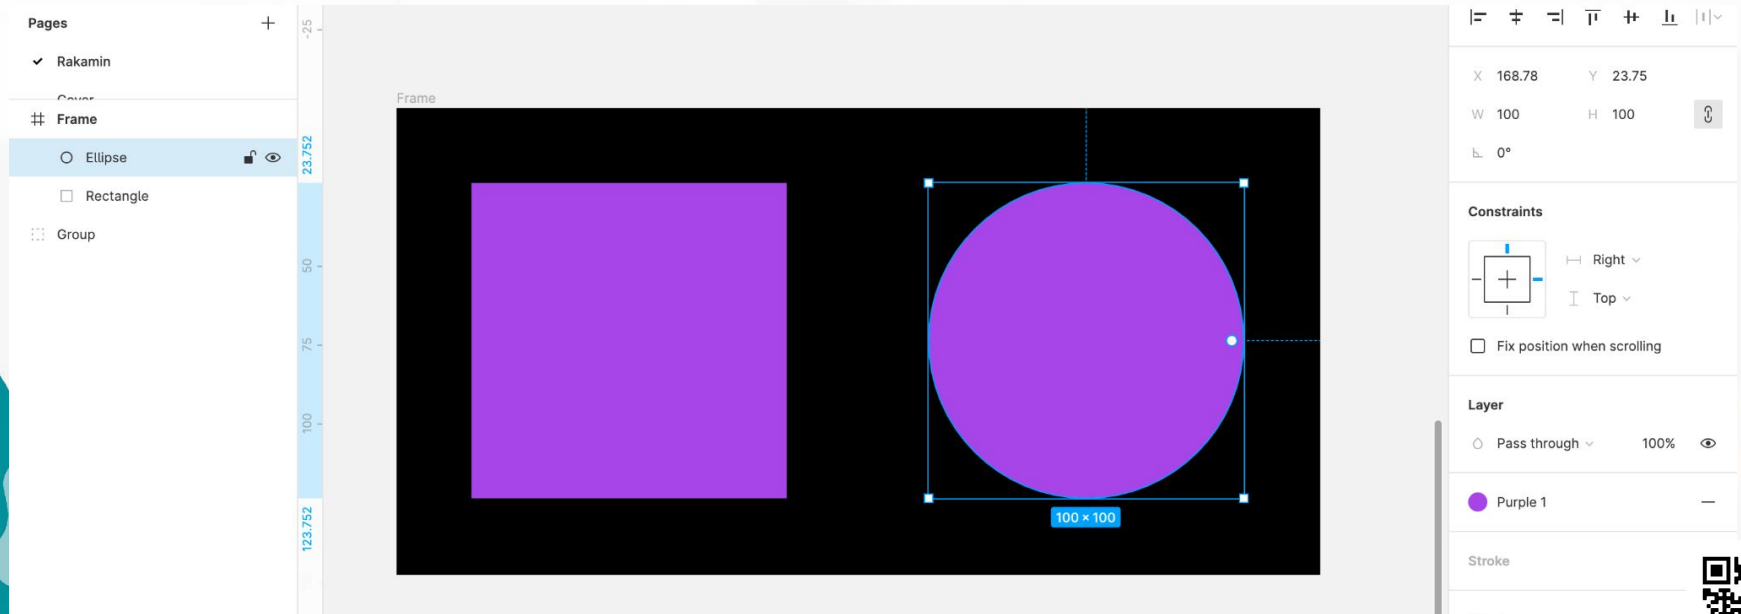 Pages
Rakamin
Cover
Frame
Ellipse
Rectangle
Group
-25
23.752
50
75
100
123.752
Frame
100 × 100
X 168.78 Y 23.75
W 100 H 100
0°
Constraints
Right
Top
Fix position when scrolling
Layer
Pass through 100%
Purple 1
Stroke